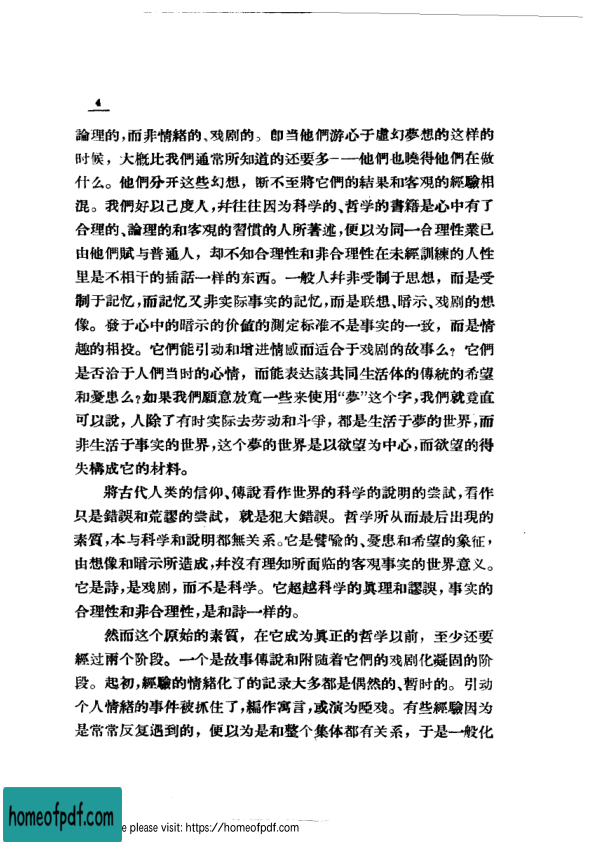 4
論理的,而非情緒的、戏剧的。卽当他們游心于虛幻夢想的这样的
时候，大槪比我們通常所知道的还要多——他們也曉得他們在做
什么。他們分开这些幻想，断不至將它們的結果和客观的經驗相
混。我們好以己度人,幷往往因为科学的、哲学的書籍是心中有了
合理的、論理的和客观的習慣的人所著述,便以为同一合理性業已
由他們賦与普通人，却不知合理性和非合理性在未經訓練的人性
里是不相干的插話一样的东西。一般人幷非受制于思想，而是受
制于記忆,而記忆又非实际事实的記忆,而是联想、暗示、戏剧的想
像。發于心中的暗示的价値的測定标准不是事实的一致，而是情
趣的相投。它們能引动和增进情感而适合于戏剧的故事么？它們
是否洽于人們当时的心情，而能表达該共同生活体的傳統的希望
和憂患么?如果我們願意放寬一些来使用“夢”这个字,我們就竟直
可以說，人除了有时实际去劳动和斗爭，都是生活于夢的世界,而
非生活于事实的世界,这个夢的世界是以欲望为中心,而欲望的得
失構成它的材料。
將古代人类的信仰、傳說看作世界的科学的說明的尝試,看作
只是錯誤和荒謬的尝試，就是犯大錯誤。哲学所从而最后出現的
素質,本与科学和說明都無关系。它是譬喩的、憂患和希望的象征，
由想像和暗示所造成,幷沒有理知所面临的客观事实的世界意义。
它是詩,是戏剧，而不是科学。它超越科学的眞理和謬誤，事实的
合理性和非合理性,是和詩一样的。
然而这个原始的素質，在它成为眞正的哲学以前，至少还要
經过兩个阶段。一个是故事傳說和附随着它們的戏剧化凝固的阶
段。起初,經驗的情緒化了的記录大多都是偶然的、暫时的。引动
个人情緒的事件被抓住了,編作寓言,或演为啞戏。有些經驗因为
是常常反复遇到的，便以为是和整个集体都有关系，于是一般化
homeofpdf.com
e please visit: https://homeofpdf.com